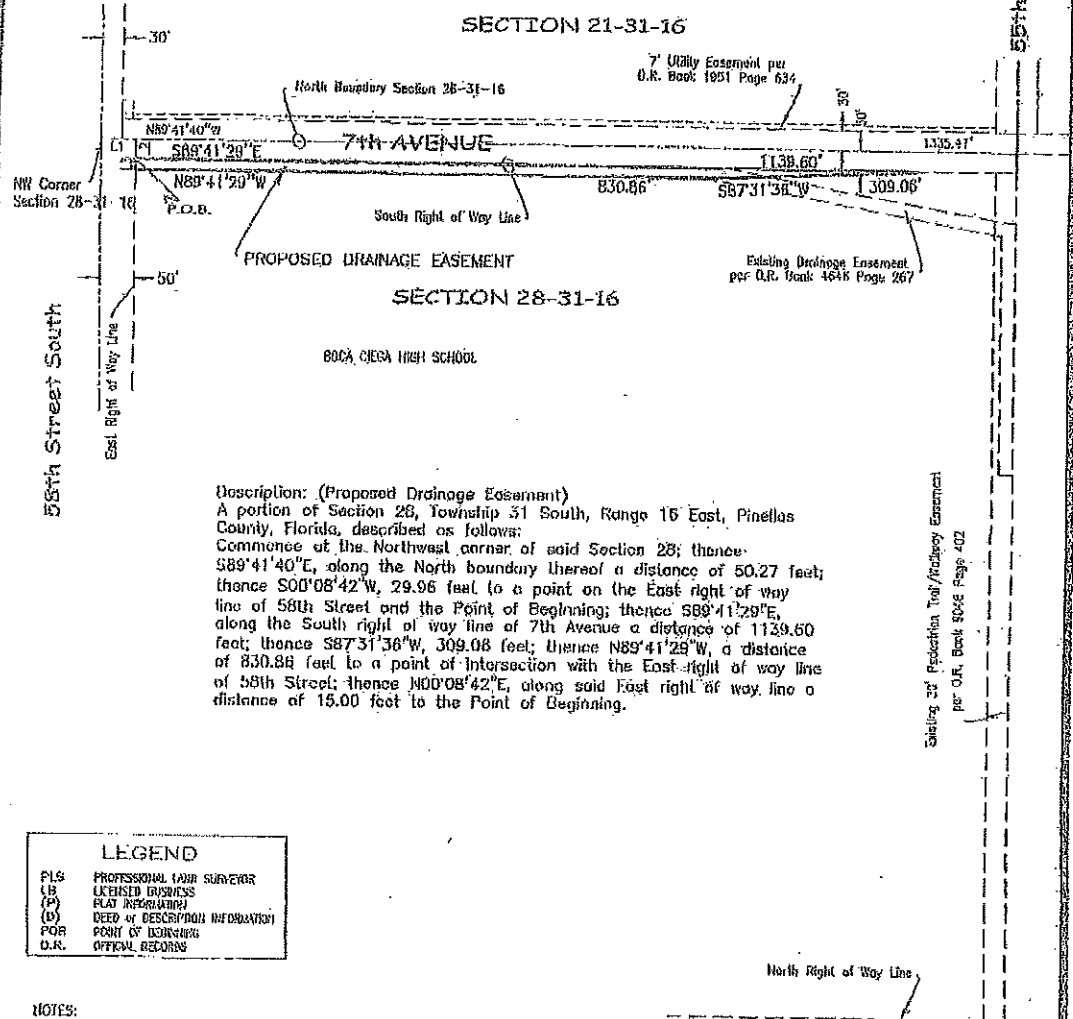 SECTION 21-31-16
55th
30'
7' Utility Easement per
O.R. Book 1951 Page 634
North Boundary Section 28-31-16
30'
N89°41'40"W
7th AVENUE
1335.47'
L1
S89°41'29"E
1139.60'
NW Corner
Section 28-31-16
N89°41'29"W
830.86'
S87°31'36"W
309.06'
P.O.B.
South Right of Way Line
PROPOSED DRAINAGE EASEMENT
Existing Drainage Easement
per O.R. Book 4646 Page 267
50'
SECTION 28-31-16
58th Street South
East Right of Way Line
BOCA CIEGA HIGH SCHOOL
Description: (Proposed Drainage Easement)
A portion of Section 28, Township 31 South, Range 16 East, Pinellas
County, Florida, described as follows:
Commence at the Northwest corner of said Section 28; thence
S89°41'40"E, along the North boundary thereof a distance of 50.27 feet;
thence S00°08'42"W, 29.96 feet to a point on the East right of way
line of 58th Street and the Point of Beginning; thence S89°41'29"E,
along the South right of way line of 7th Avenue a distance of 1139.60
feet; thence S87°31'36"W, 309.06 feet; thence N89°41'29"W, a distance
of 830.86 feet to a point of intersection with the East right of way line
of 58th Street; thence N00°08'42"E, along said East right of way line a
distance of 15.00 feet to the Point of Beginning.
Pedestrian Trail
per O.R. Book Page 402
LEGEND
PLS PROFESSIONAL LAND SURVEYOR
LB LICENSED BUSINESS
(P) PLAT INFORMATION
(D) DEED or DESCRIPTION INFORMATION
POB POINT OF BEGINNING
O.R. OFFICIAL RECORDS
North Right of Way Line
NOTES: